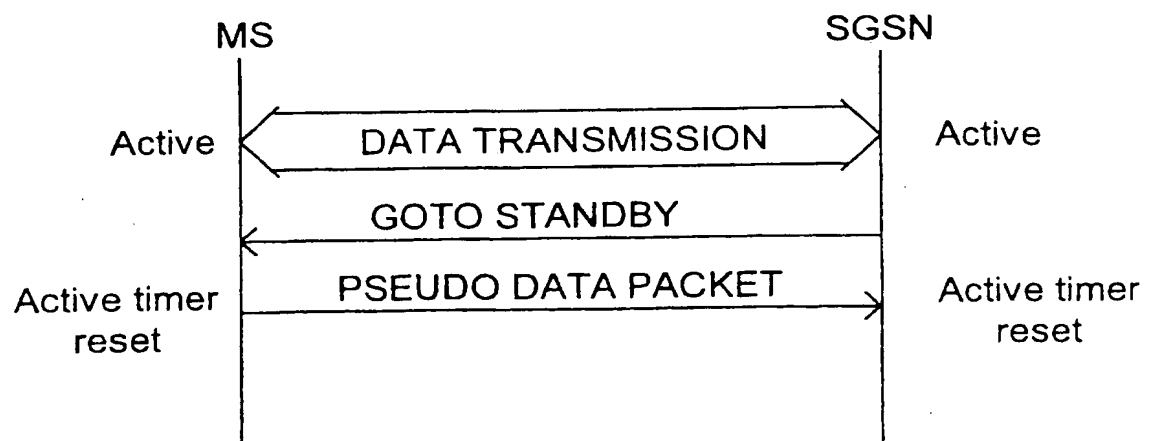 MS
SGSN
Active
DATA TRANSMISSION
Active
GOTO STANDBY
PSEUDO DATA PACKET
Active timer
reset
Active timer
reset